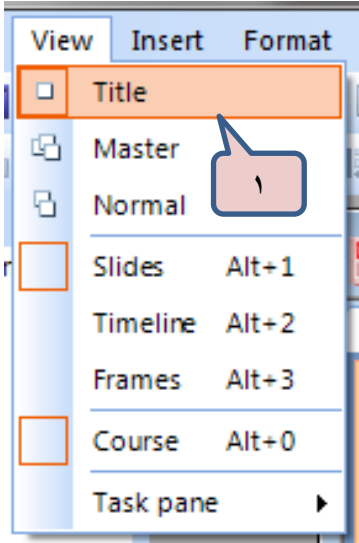 View Insert Format
Title
Master
١
Normal
Slides Alt+1
Timeline Alt+2
Frames Alt+3
Course Alt+0
Task pane